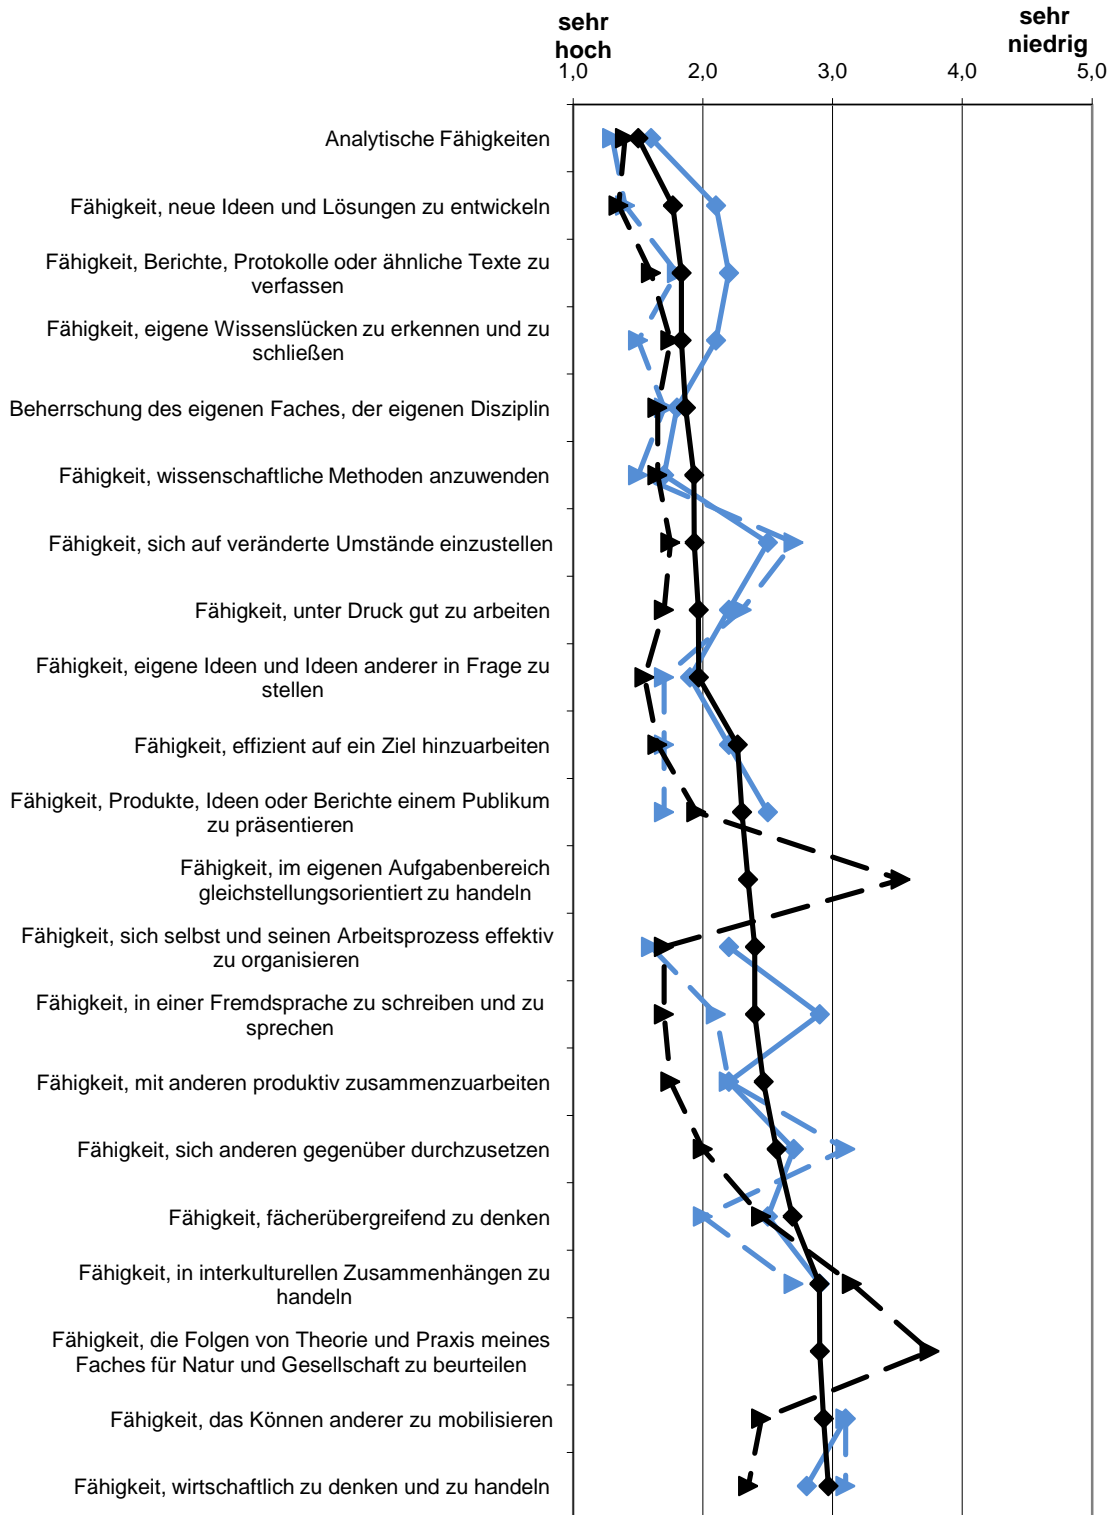 sehr
hoch
sehr
niedrig
1,0 2,0 3,0 4,0 5,0
Analytische Fähigkeiten
Fähigkeit, neue Ideen und Lösungen zu entwickeln
Fähigkeit, Berichte, Protokolle oder ähnliche Texte zu
verfassen
Fähigkeit, eigene Wissenslücken zu erkennen und zu
schließen
Beherrschung des eigenen Faches, der eigenen Disziplin
Fähigkeit, wissenschaftliche Methoden anzuwenden
Fähigkeit, sich auf veränderte Umstände einzustellen
Fähigkeit, unter Druck gut zu arbeiten
Fähigkeit, eigene Ideen und Ideen anderer in Frage zu
stellen
Fähigkeit, effizient auf ein Ziel hinzuarbeiten
Fähigkeit, Produkte, Ideen oder Berichte einem Publikum
zu präsentieren
Fähigkeit, im eigenen Aufgabenbereich
gleichstellungsorientiert zu handeln
Fähigkeit, sich selbst und seinen Arbeitsprozess effektiv
zu organisieren
Fähigkeit, in einer Fremdsprache zu schreiben und zu
sprechen
Fähigkeit, mit anderen produktiv zusammenzuarbeiten
Fähigkeit, sich anderen gegenüber durchzusetzen
Fähigkeit, fächerübergreifend zu denken
Fähigkeit, in interkulturellen Zusammenhängen zu
handeln
Fähigkeit, die Folgen von Theorie und Praxis meines
Faches für Natur und Gesellschaft zu beurteilen
Fähigkeit, das Können anderer zu mobilisieren
Fähigkeit, wirtschaftlich zu denken und zu handeln